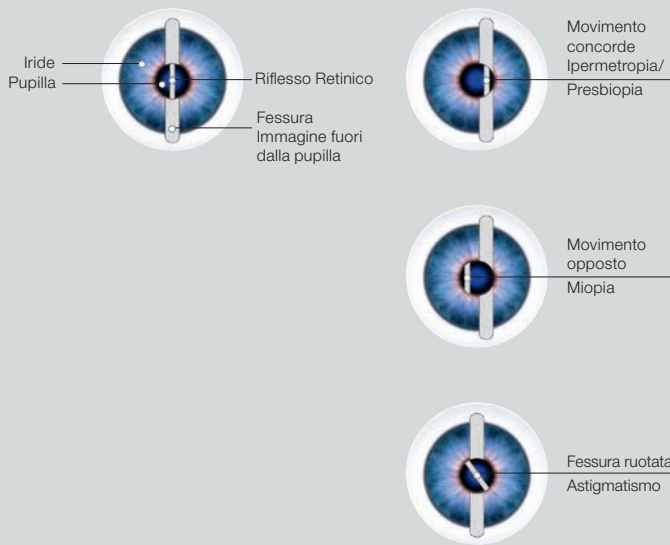 Iride
Pupilla
Riflesso Retinico
Fessura
Immagine fuori
dalla pupilla
Movimento
concorde
Ipermetropia/
Presbiopia
Movimento
opposto
Miopia
Fessura ruotata
Astigmatismo